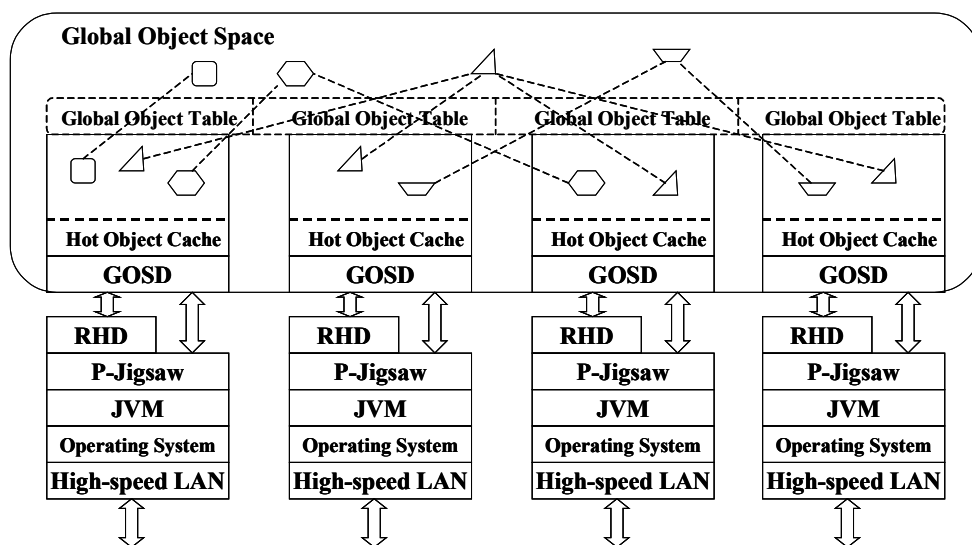 Global Object Space
Global Object Table Global Object Table Global Object Table Global Object Table
Hot Object Cache Hot Object Cache Hot Object Cache Hot Object Cache
GOSD GOSD GOSD GOSD
RHD RHD RHD RHD
P-Jigsaw P-Jigsaw P-Jigsaw P-Jigsaw
JVM JVM JVM JVM
Operating System Operating System Operating System Operating System
High-speed LAN High-speed LAN High-speed LAN High-speed LAN